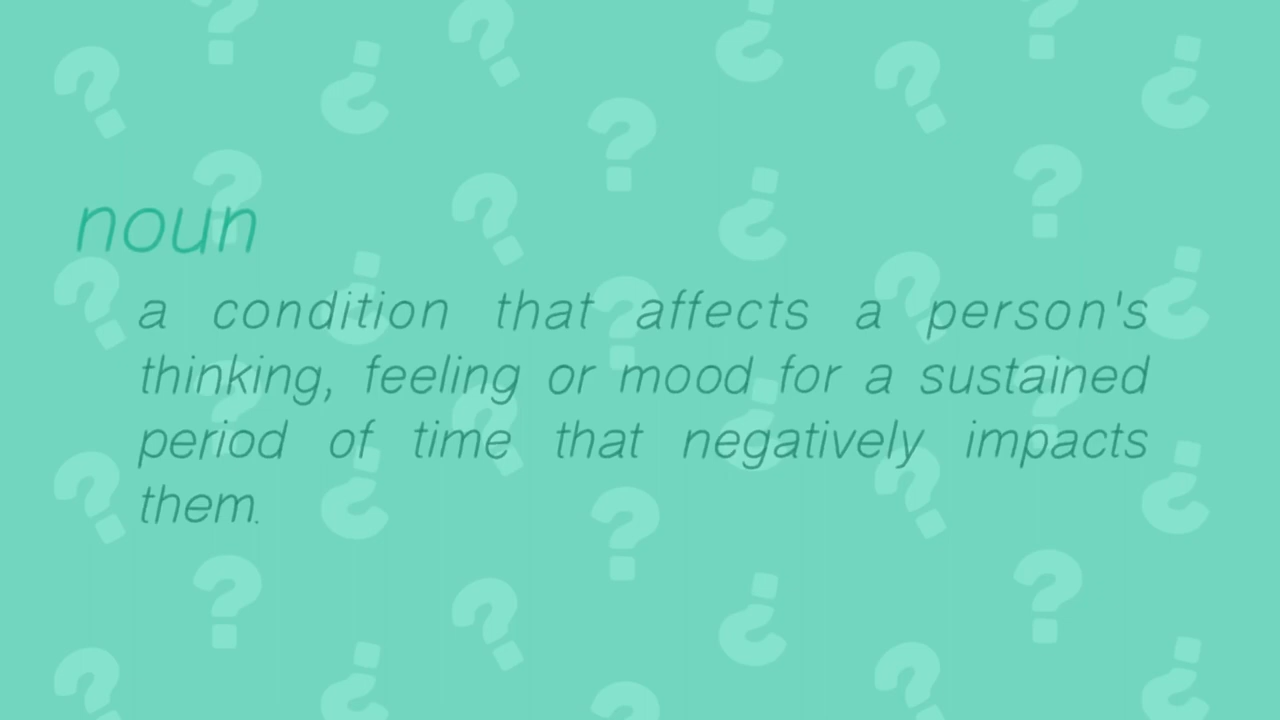 noun
a condition that affects a person's
thinking, feeling or mood for a sustained
period of time that negatively impacts
them.